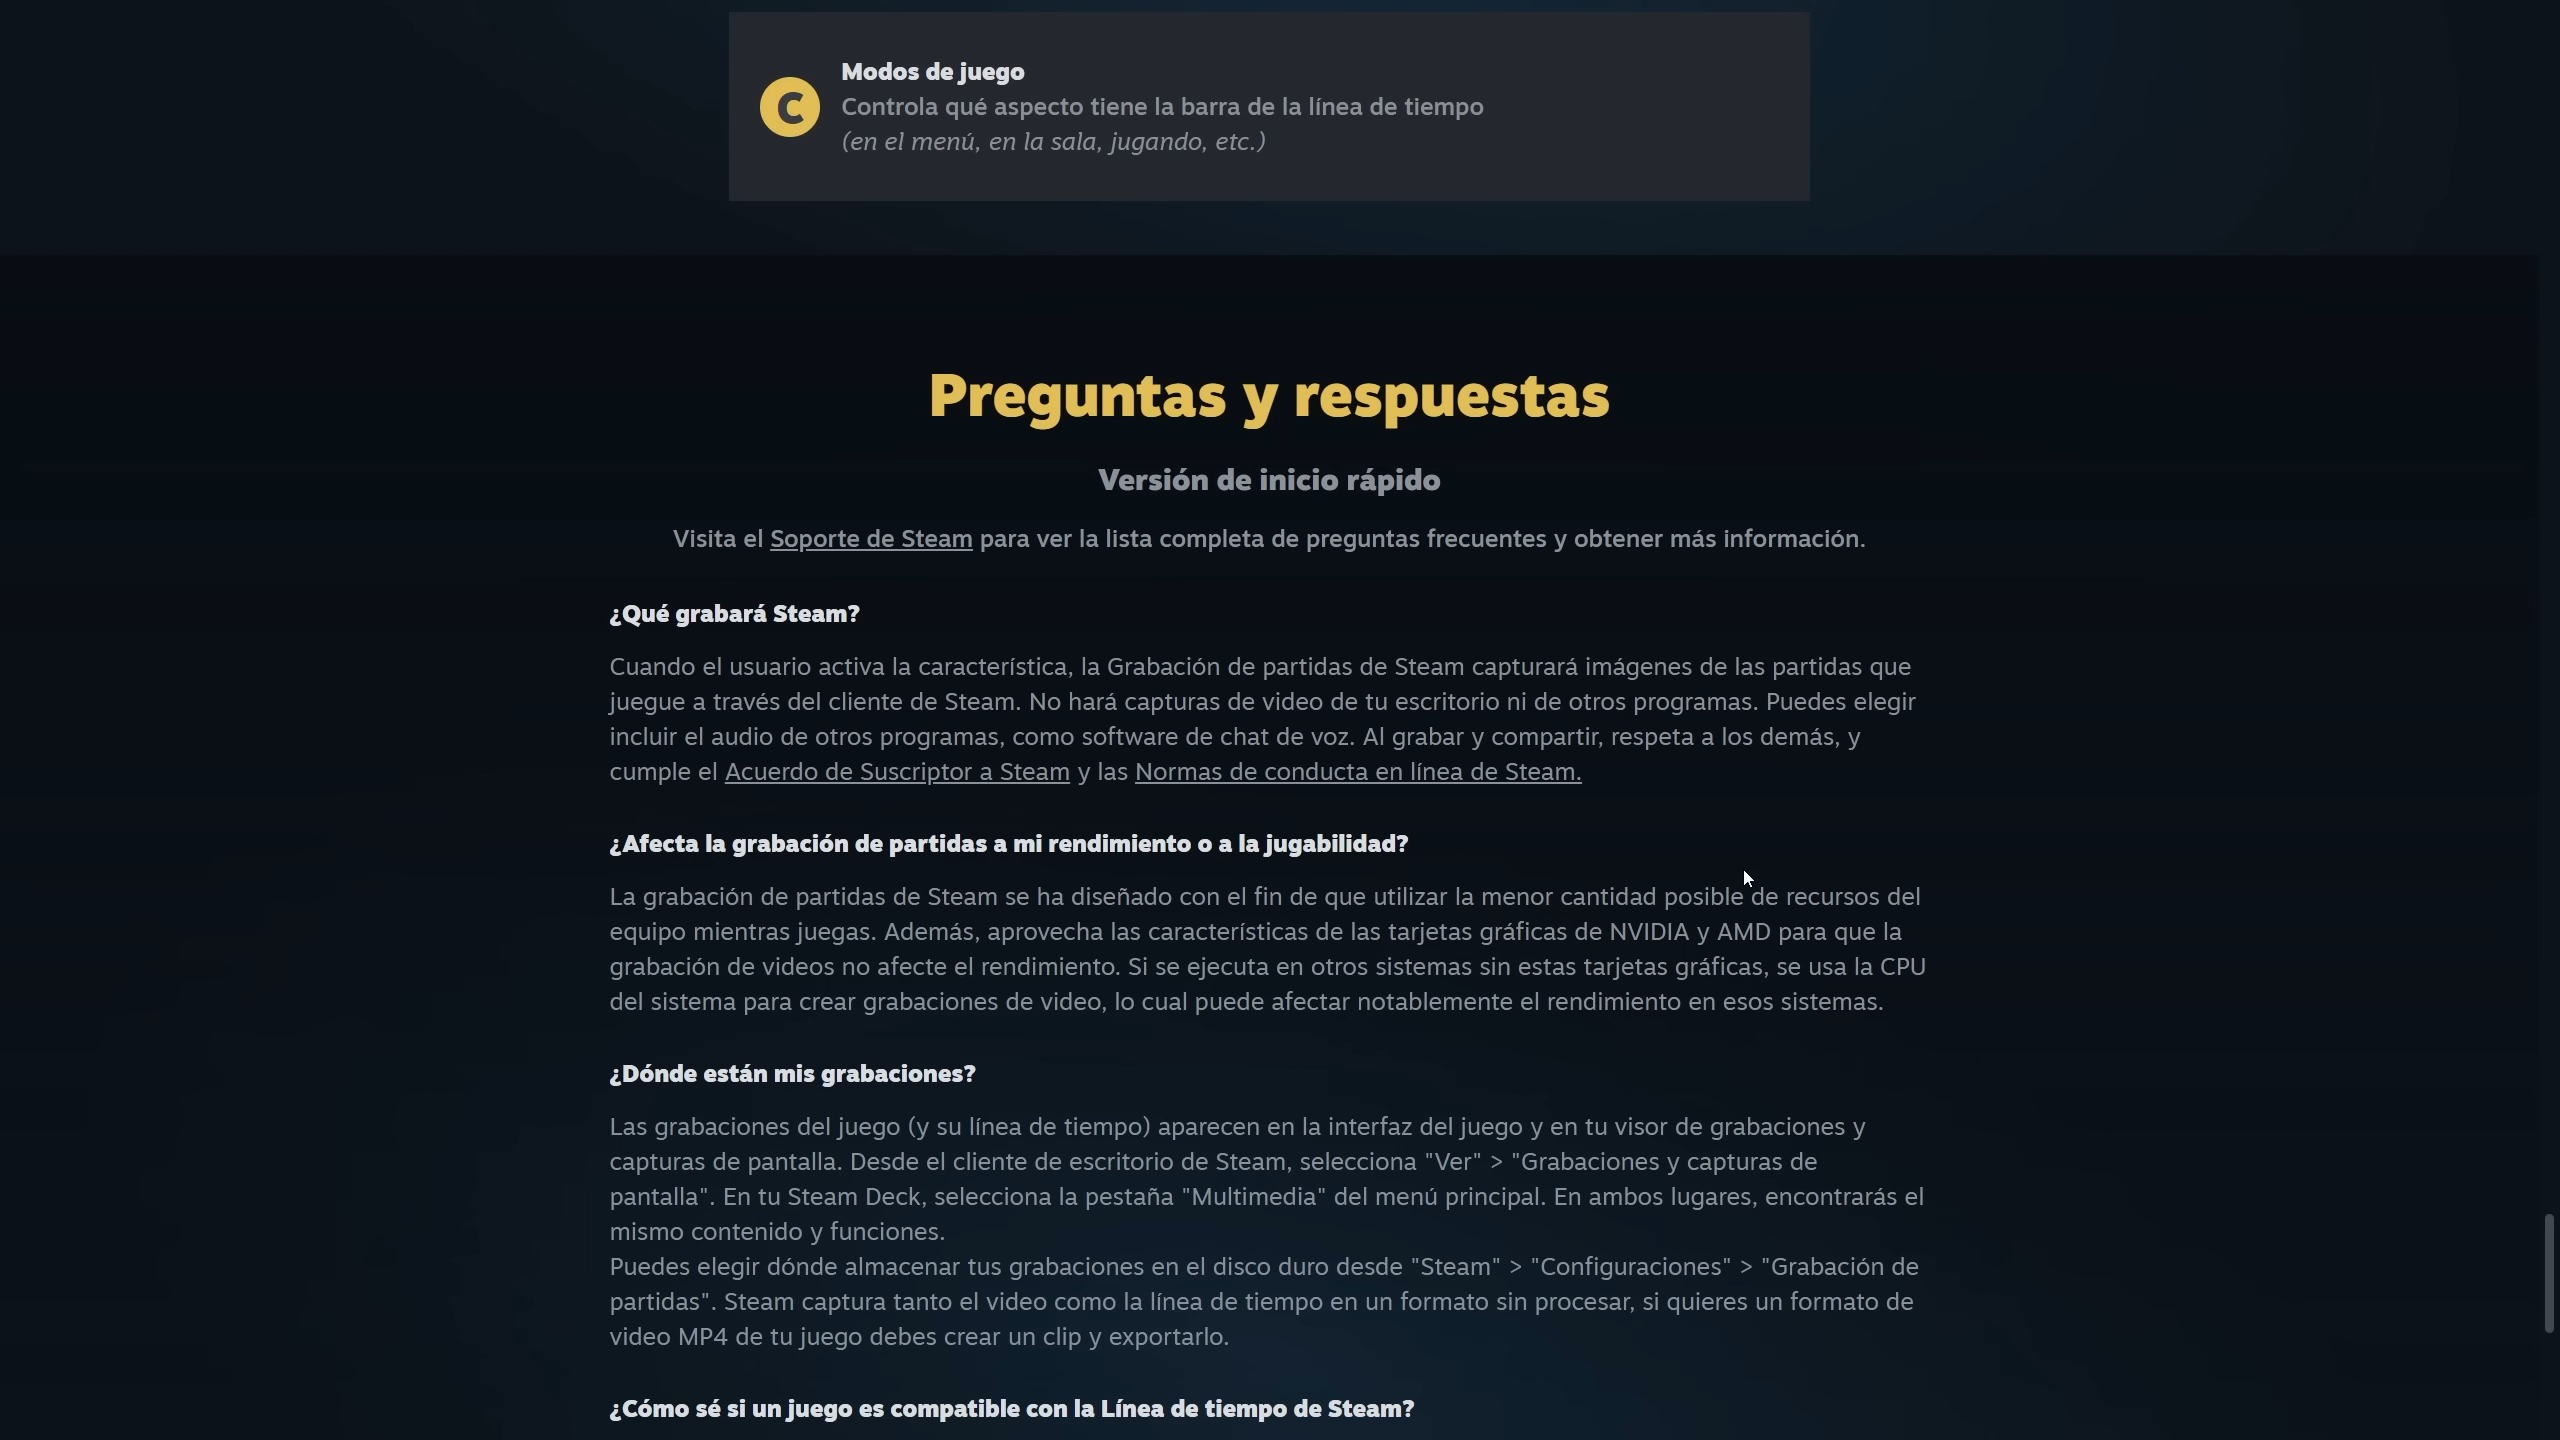 C
Modos de juego
Controla qué aspecto tiene la barra de la línea de tiempo
(en el menú, en la sala, jugando, etc.)
Preguntas y respuestas
Versión de inicio rápido
Visita el Soporte de Steam para ver la lista completa de preguntas frecuentes y obtener más información.
¿Qué grabará Steam?
Cuando el usuario activa la característica, la Grabación de partidas de Steam capturará imágenes de las partidas que
juegue a través del cliente de Steam. No hará capturas de video de tu escritorio ni de otros programas. Puedes elegir
incluir el audio de otros programas, como software de chat de voz. Al grabar y compartir, respeta a los demás, y
cumple el Acuerdo de Suscriptor a Steam y las Normas de conducta en línea de Steam.
¿Afecta la grabación de partidas a mi rendimiento o a la jugabilidad?
La grabación de partidas de Steam se ha diseñado con el fin de que utilizar la menor cantidad posible de recursos del
equipo mientras juegas. Además, aprovecha las características de las tarjetas gráficas de NVIDIA y AMD para que la
grabación de videos no afecte el rendimiento. Si se ejecuta en otros sistemas sin estas tarjetas gráficas, se usa la CPU
del sistema para crear grabaciones de video, lo cual puede afectar notablemente el rendimiento en esos sistemas.
¿Dónde están mis grabaciones?
Las grabaciones del juego (y su línea de tiempo) aparecen en la interfaz del juego y en tu visor de grabaciones y
capturas de pantalla. Desde el cliente de escritorio de Steam, selecciona "Ver" > "Grabaciones y capturas de
pantalla". En tu Steam Deck, selecciona la pestaña "Multimedia" del menú principal. En ambos lugares, encontrarás el
mismo contenido y funciones.
Puedes elegir dónde almacenar tus grabaciones en el disco duro desde "Steam" > "Configuraciones" > "Grabación de
partidas". Steam captura tanto el video como la línea de tiempo en un formato sin procesar, si quieres un formato de
video MP4 de tu juego debes crear un clip y exportarlo.
¿Cómo sé si un juego es compatible con la Línea de tiempo de Steam?